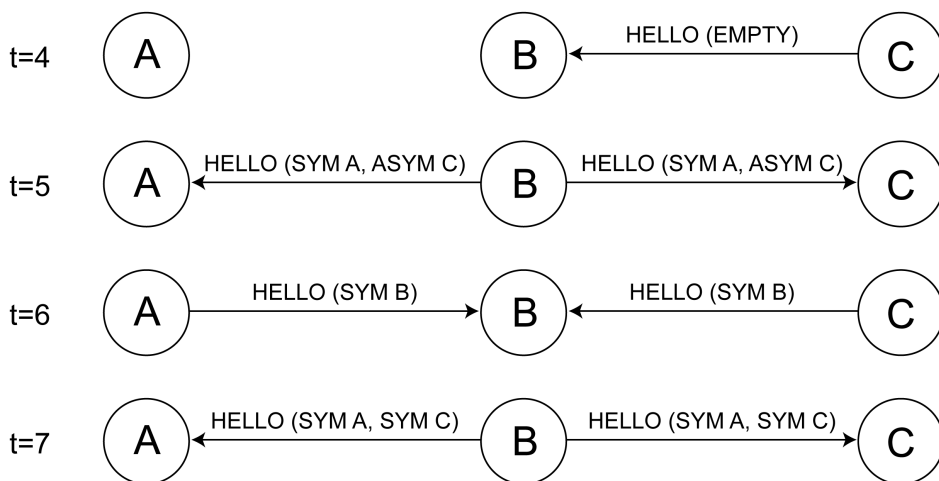 HELLO (EMPTY)
t=4 A B C
HELLO (SYM A, ASYM C) HELLO (SYM A, ASYM C)
t=5 A B C
HELLO (SYM B) HELLO (SYM B)
t=6 A B C
HELLO (SYM A, SYM C) HELLO (SYM A, SYM C)
t=7 A B C